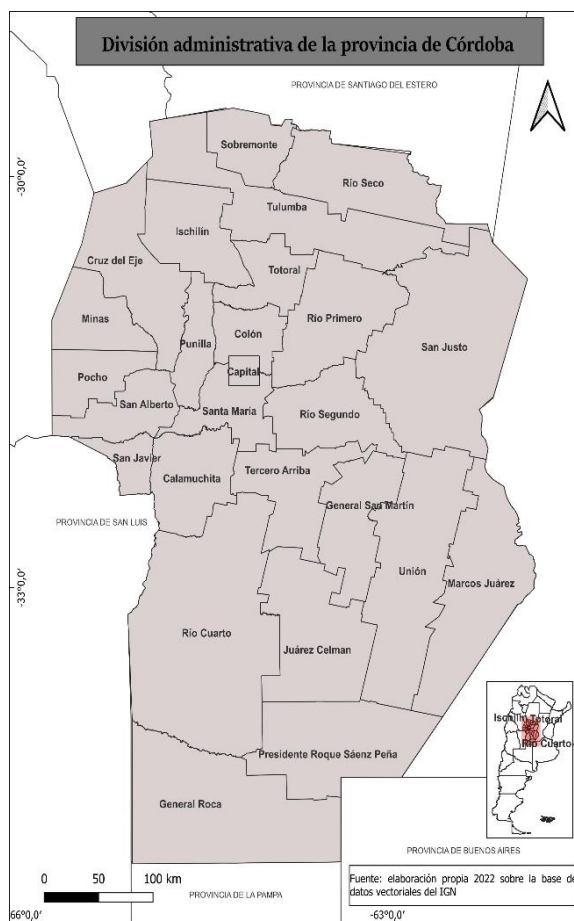 División administrativa de la provincia de Córdoba
PROVINCIA DE SANTIAGO DEL ESTERO
-30°0,0'
Sobremonte
Río Seco
Tulumba
Ischilín
Cruz del Eje
Totoral
Minas
Río Primero
Colón
Punilla
San Justo
Capital
Pocho
San Alberto
Santa María
Río Segundo
San Javier
Calamuchita
Tercero Arriba
General San Martín
PROVINCIA DE SAN LUIS
-33°0,0'
Unión
Marcos Juárez
Río Cuarto
Juárez Celman
Ischilín Totoral
Río Cuarto
Presidente Roque Sáenz Peña
General Roca
PROVINCIA DE BUENOS AIRES
0 50 100 km
PROVINCIA DE LA PAMPA
Fuente: elaboración propia 2022 sobre la base de
datos vectoriales del IGN
66°0,0'
-63°0,0'